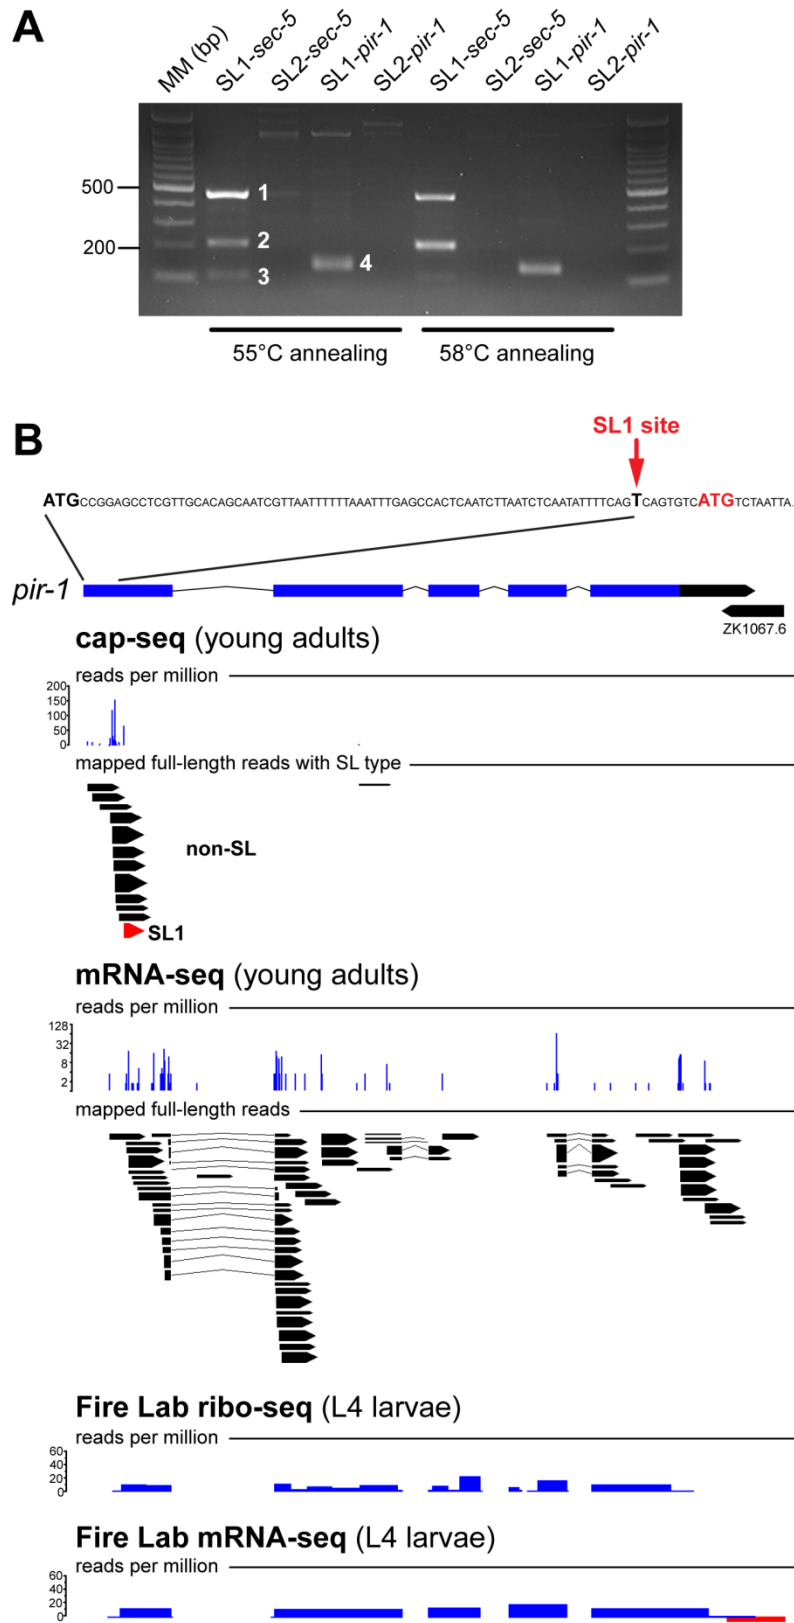 A
MM (bp)
SL1-sec-5
SL2-sec-5
SL1-pir-1
SL2-pir-1
SL1-sec-5
SL2-sec-5
SL1-pir-1
SL2-pir-1
500
200
1
2
3
4
55°C annealing
58°C annealing
B
SL1 site
ATGCCGGAGCCTCGTTGCACAGCAATCGTTAATTTTTTAAATTTGAGCCACTCAATCTTAATCTCAATATTTTCAGTCAGTGTCATGTCTAATTA.
pir-1
ZK1067.6
cap-seq (young adults)
reads per million
200
150
100
50
0
mapped full-length reads with SL type
non-SL
SL1
mRNA-seq (young adults)
reads per million
128
32
8
2
mapped full-length reads
Fire Lab ribo-seq (L4 larvae)
reads per million
60
40
20
0
Fire Lab mRNA-seq (L4 larvae)
reads per million
60
40
20
0